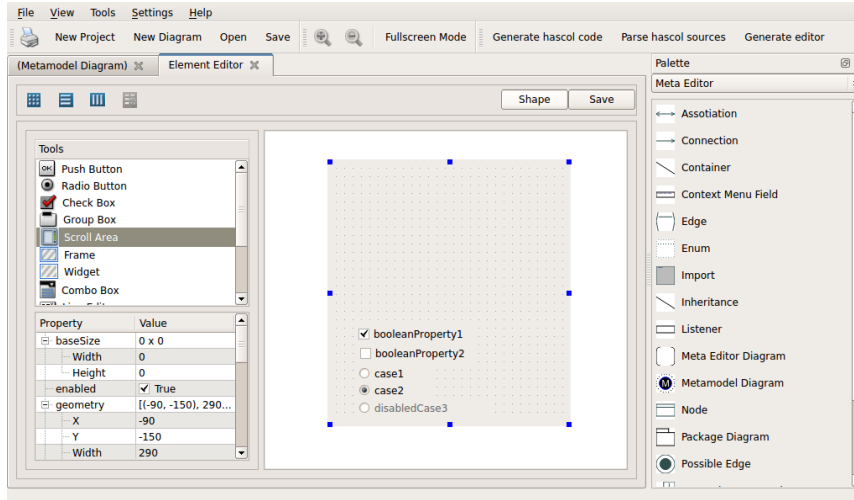 File View Tools Settings Help
New Project New Diagram Open Save Fullscreen Mode Generate hascol code Parse hascol sources Generate editor
(Metamodel Diagram) Element Editor
Palette
Meta Editor
Shape Save
Tools
OK Push Button
Radio Button
Check Box
Group Box
Scroll Area
Frame
Widget
Combo Box
Property Value
baseSize 0 x 0
Width 0
Height 0
enabled True
geometry [(-90, -150), 290...
X -90
Y -150
Width 290
booleanProperty1
booleanProperty2
case1
case2
disabledCase3
Assotiation
Connection
Container
Context Menu Field
Edge
Enum
Import
Inheritance
Listener
Meta Editor Diagram
M Metamodel Diagram
Node
Package Diagram
Possible Edge